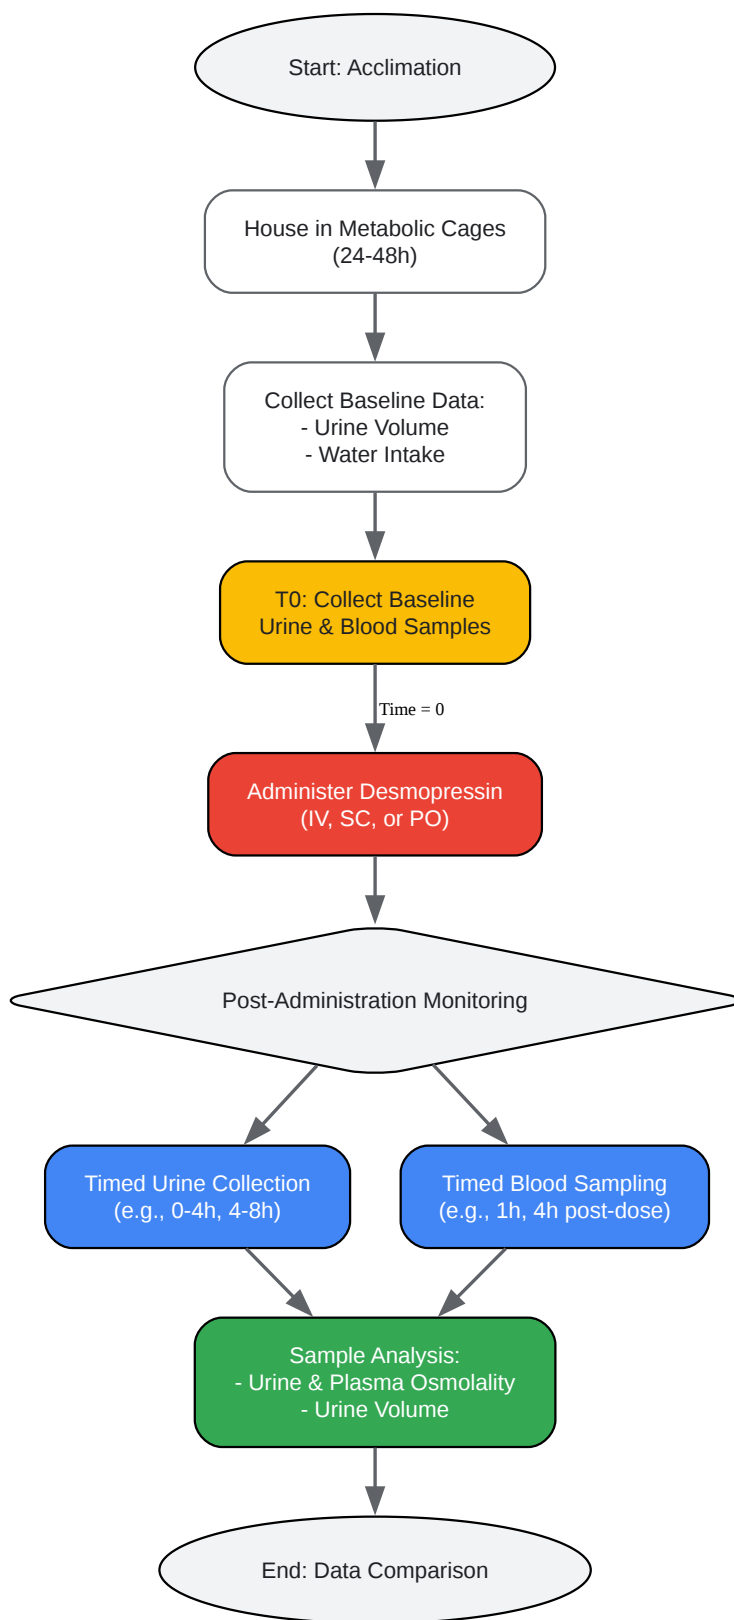 Start: Acclimation
House in Metabolic Cages
(24-48h)
Collect Baseline Data:
- Urine Volume
- Water Intake
T0: Collect Baseline
Urine & Blood Samples
Time = 0
Administer Desmopressin
(IV, SC, or PO)
Post-Administration Monitoring
Timed Urine Collection
(e.g., 0-4h, 4-8h)
Timed Blood Sampling
(e.g., 1h, 4h post-dose)
Sample Analysis:
- Urine & Plasma Osmolality
- Urine Volume
End: Data Comparison